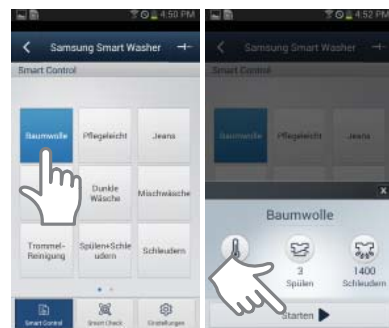 4:50 PM
Samsung Smart Washer
Smart Control
Baumwolle
Pflegeleicht
Jeans
Dunkle
Wäsche
Mischwäsche
Trommel-
Reinigung
Spülen+Schle
udern
Schleudern
Smart Control
Smart Check
Einstellungen
4:52 PM
Samsung Smart Washer
Smart Control
Baumwolle
Pflegeleicht
Jeans
x
Baumwolle
3
Spülen
1400
Schleudern
Starten